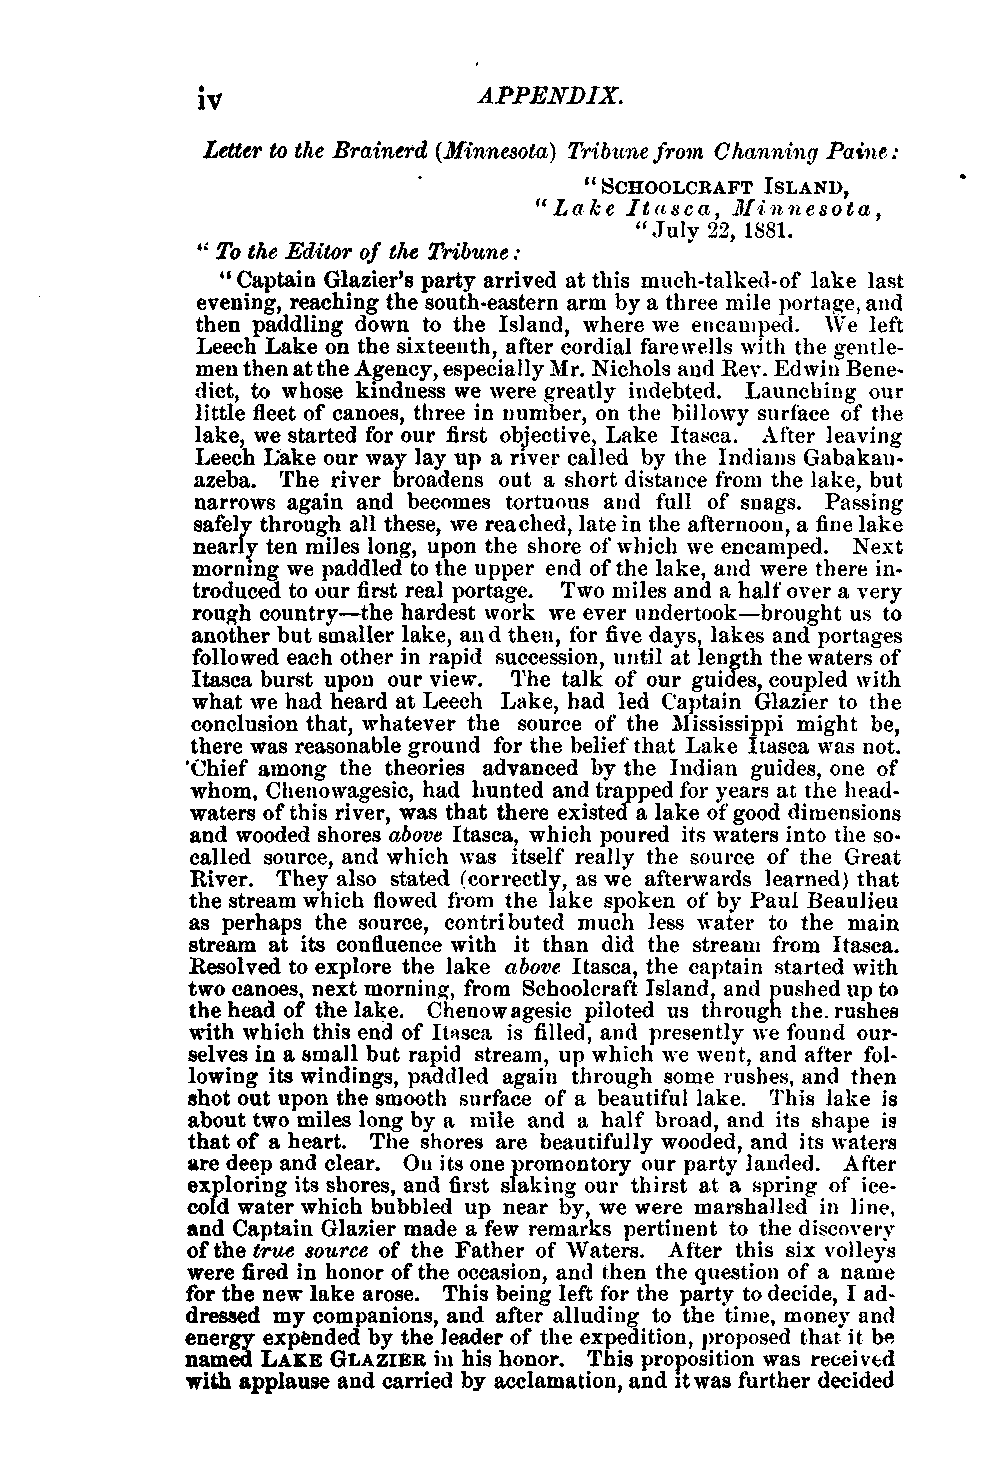 iv APPENDIX.
Letter to the Brainerd (Minnesota) Tribune from Channing Paine:
"SCHOOLCRAFT ISLAND,
"Lake Itasca, Minnesota,
"July 22, 1881.
"To the Editor of the Tribune:
"Captain Glazier's party arrived at this much-talked-of lake last
evening, reaching the south-eastern arm by a three mile portage, and
then paddling down to the Island, where we encamped. We left
Leech Lake on the sixteenth, after cordial farewells with the gentle-
men then at the Agency, especially Mr. Nichols and Rev. Edwin Bene-
dict, to whose kindness we were greatly indebted. Launching our
little fleet of canoes, three in number, on the billowy surface of the
lake, we started for our first objective, Lake Itasca. After leaving
Leech Lake our way lay up a river called by the Indians Gabakau-
azeba. The river broadens out a short distance from the lake, but
narrows again and becomes tortuous and full of snags. Passing
safely through all these, we reached, late in the afternoon, a fine lake
nearly ten miles long, upon the shore of which we encamped. Next
morning we paddled to the upper end of the lake, and were there in-
troduced to our first real portage. Two miles and a half over a very
rough country—the hardest work we ever undertook—brought us to
another but smaller lake, and then, for five days, lakes and portages
followed each other in rapid succession, until at length the waters of
Itasca burst upon our view. The talk of our guides, coupled with
what we had heard at Leech Lake, had led Captain Glazier to the
conclusion that, whatever the source of the Mississippi might be,
there was reasonable ground for the belief that Lake Itasca was not.
'Chief among the theories advanced by the Indian guides, one of
whom, Chenowagesic, had hunted and trapped for years at the head-
waters of this river, was that there existed a lake of good dimensions
and wooded shores above Itasca, which poured its waters into the so-
called source, and which was itself really the source of the Great
River. They also stated (correctly, as we afterwards learned) that
the stream which flowed from the lake spoken of by Paul Beaulieu
as perhaps the source, contributed much less water to the main
stream at its confluence with it than did the stream from Itasca.
Resolved to explore the lake above Itasca, the captain started with
two canoes, next morning, from Schoolcraft Island, and pushed up to
the head of the lake. Chenowagesic piloted us through the rushes
with which this end of Itasca is filled, and presently we found our-
selves in a small but rapid stream, up which we went, and after fol-
lowing its windings, paddled again through some rushes, and then
shot out upon the smooth surface of a beautiful lake. This lake is
about two miles long by a mile and a half broad, and its shape is
that of a heart. The shores are beautifully wooded, and its waters
are deep and clear. On its one promontory our party landed. After
exploring its shores, and first slaking our thirst at a spring of ice-
cold water which bubbled up near by, we were marshalled in line,
and Captain Glazier made a few remarks pertinent to the discovery
of the true source of the Father of Waters. After this six volleys
were fired in honor of the occasion, and then the question of a name
for the new lake arose. This being left for the party to decide, I ad-
dressed my companions, and after alluding to the time, money and
energy expended by the leader of the expedition, proposed that it be
named LAKE GLAZIER in his honor. This proposition was received
with applause and carried by acclamation, and it was further decided